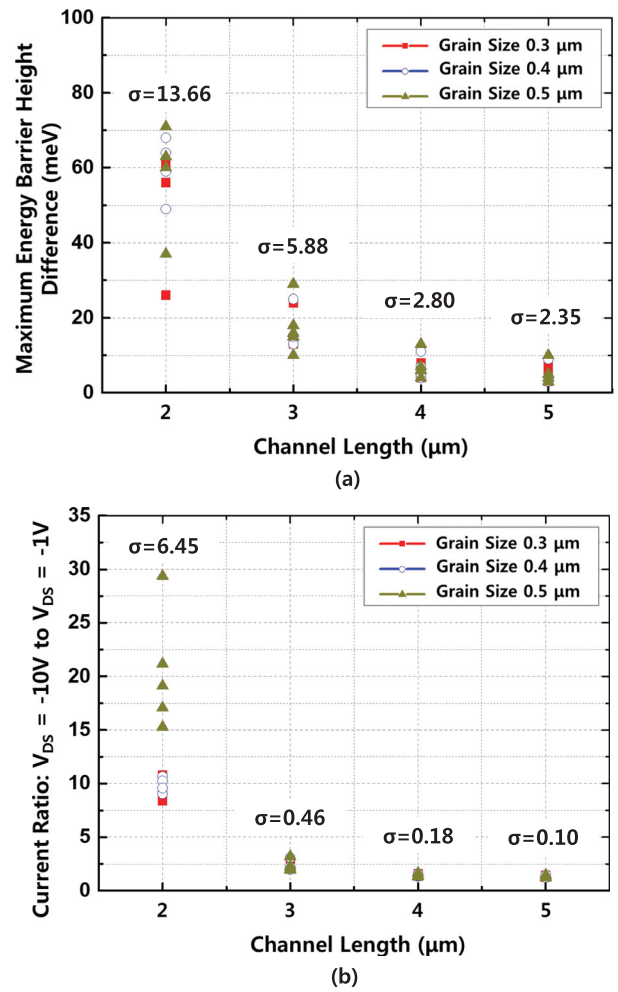 Maximum Energy Barrier Height
Difference (meV)
100
80
60
40
20
0
Grain Size 0.3 μm
Grain Size 0.4 μm
Grain Size 0.5 μm
σ=13.66
σ=5.88
σ=2.80
σ=2.35
2 3 4 5
Channel Length (μm)
(a)
Current Ratio: VDS = -10V to VDS = -1V
35
30
25
20
15
10
5
0
Grain Size 0.3 μm
Grain Size 0.4 μm
Grain Size 0.5 μm
σ=6.45
σ=0.46
σ=0.18
σ=0.10
2 3 4 5
Channel Length (μm)
(b)